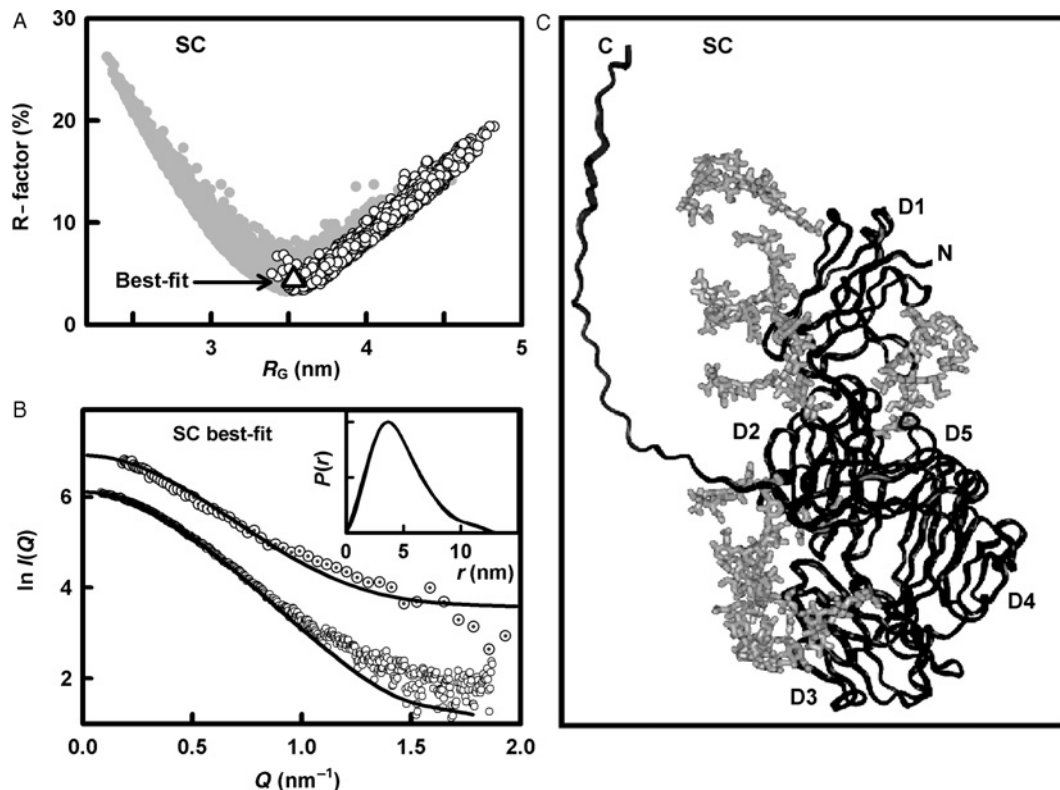 A
SC
R-factor (%)
30
20
10
0
Best-fit
3
4
5
R_G (nm)
B
SC best-fit
ln I(Q)
6
4
2
0.0
0.5
1.0
1.5
2.0
Q (nm⁻¹)
P(r)
0
5
10
r (nm)
C
C
SC
D1
N
D2
D5
D4
D3